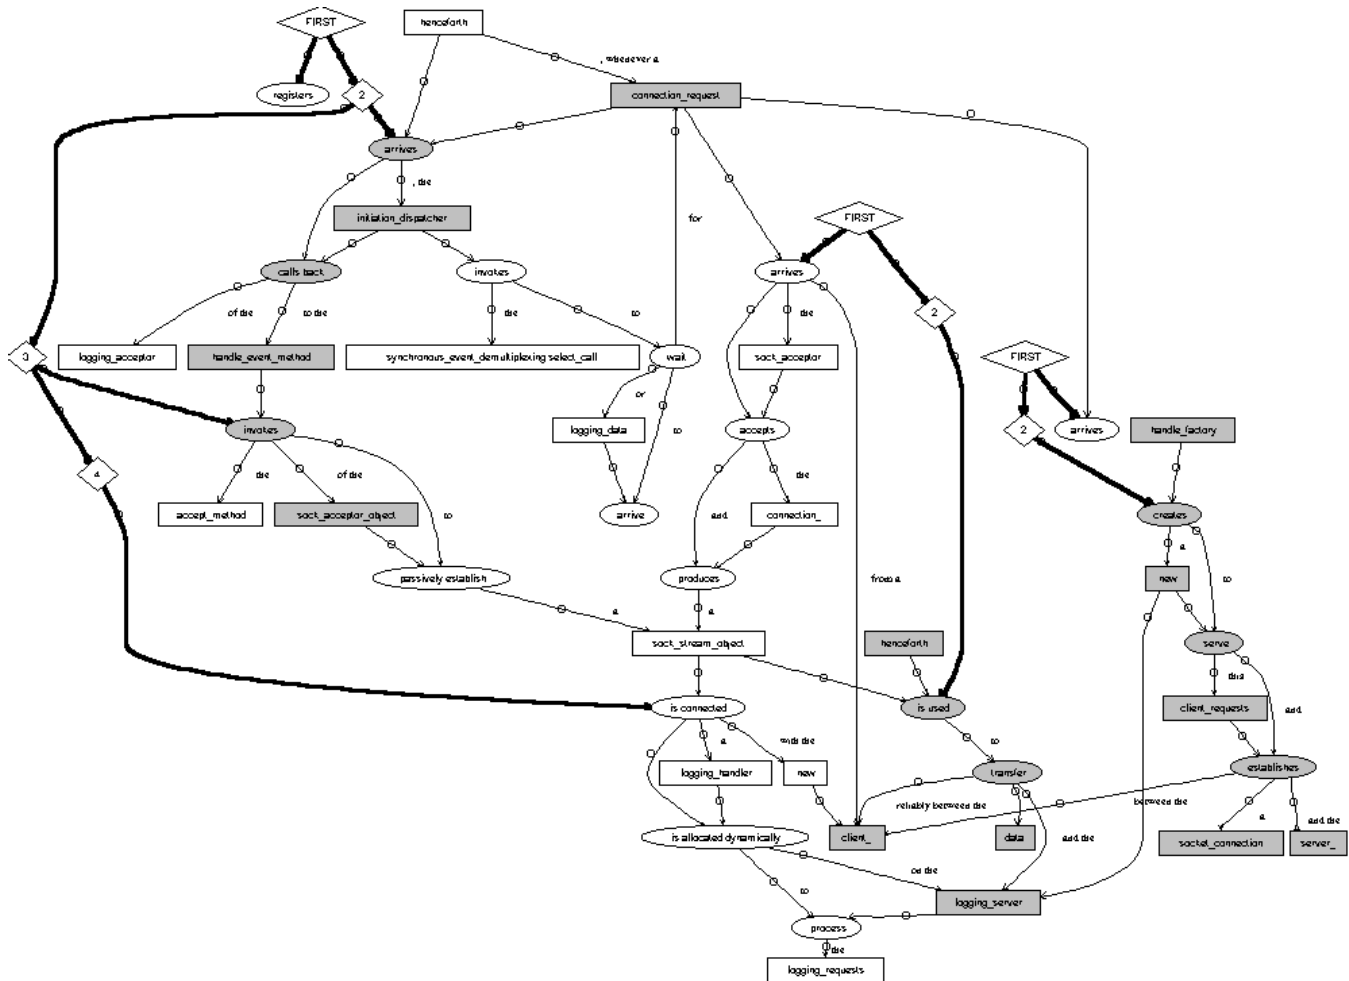 FIRST
henceforth
, whenever a
registers
2
connection_request
arrives
, the
initiation_dispatcher
FIRST
for
calls back
invokes
arrives
of the
to the
the
to
the
2
3
logging_acceptor
handle_event_method
synchronous_event_demultiplexing select_call
wait
sock_acceptor
FIRST
or
to
invokes
logging_data
accepts
2
arrives
handle_factory
4
the
of the
the
accept_method
sock_acceptor_object
to
arrive
and
connection_
creates
a
passively establish
produces
from a
new
to
a
a
sock_stream_object
henceforth
serve
this
is connected
is used
client_requests
and
a
with the
to
logging_handler
new
transfer
establishes
reliably between the
between the
is allocated dynamically
client_
data
and the
a
and the
socket_connection
server_
on the
to
logging_server
process
the
logging_requests